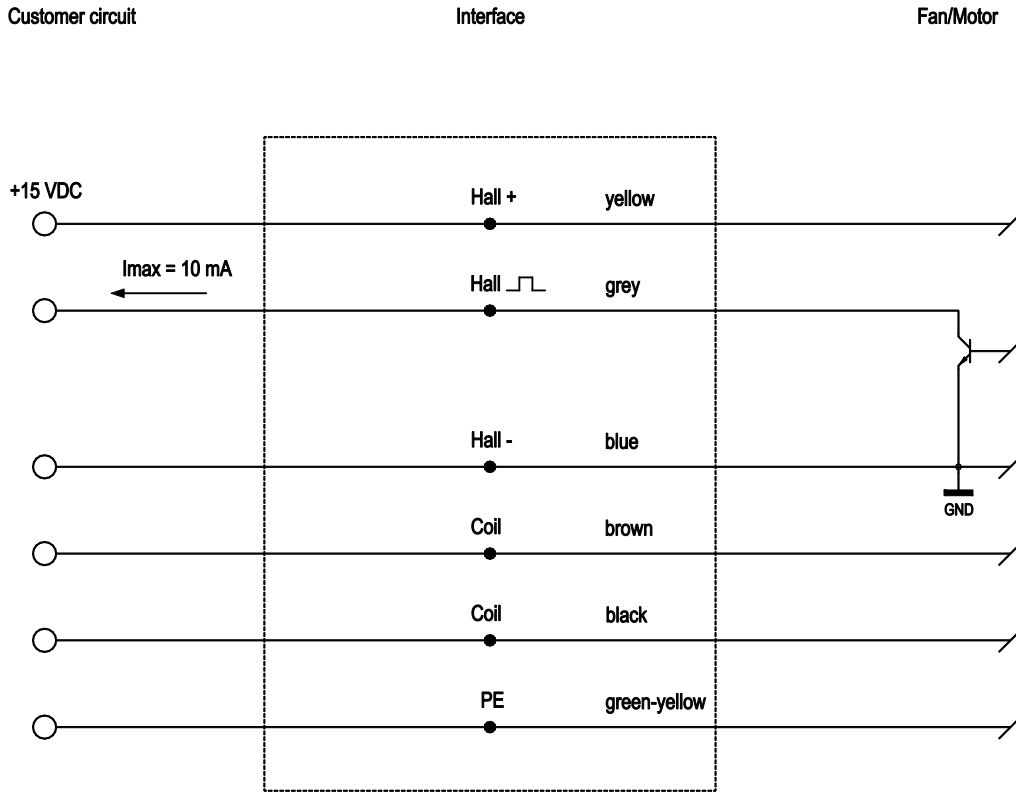 Customer circuit Interface Fan/Motor
+15 VDC
Hall + yellow
Imax = 10 mA
Hall grey
Hall - blue
GND
Coil brown
Coil black
PE green-yellow